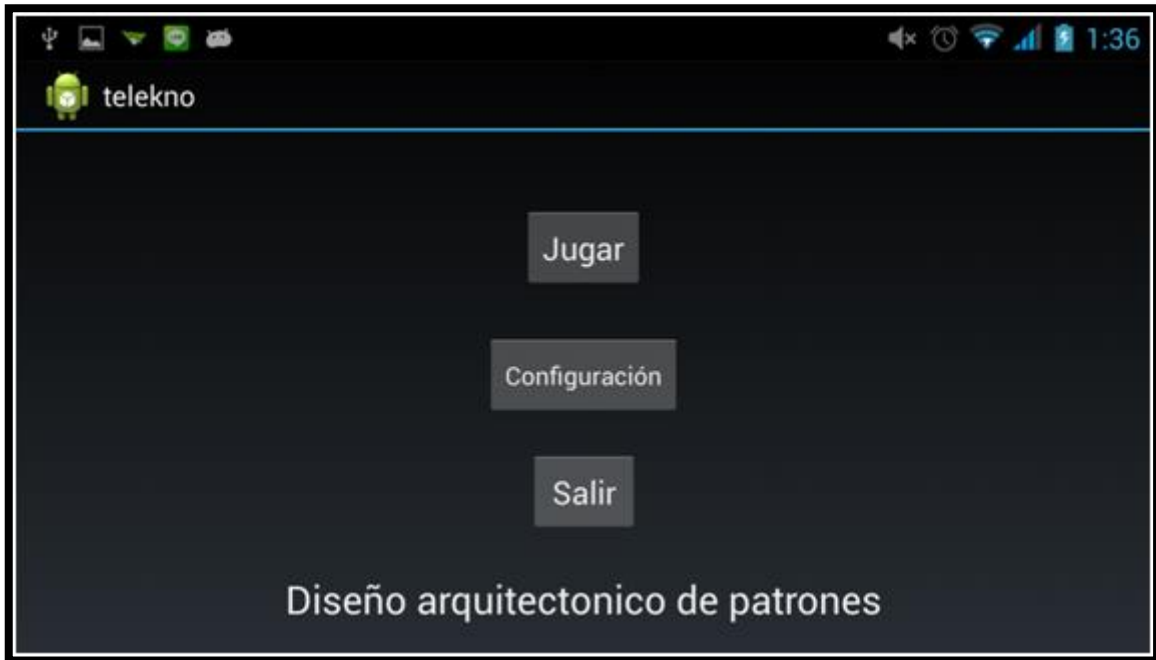 1:36
telekno
Jugar
Configuración
Salir
Diseño arquitectonico de patrones